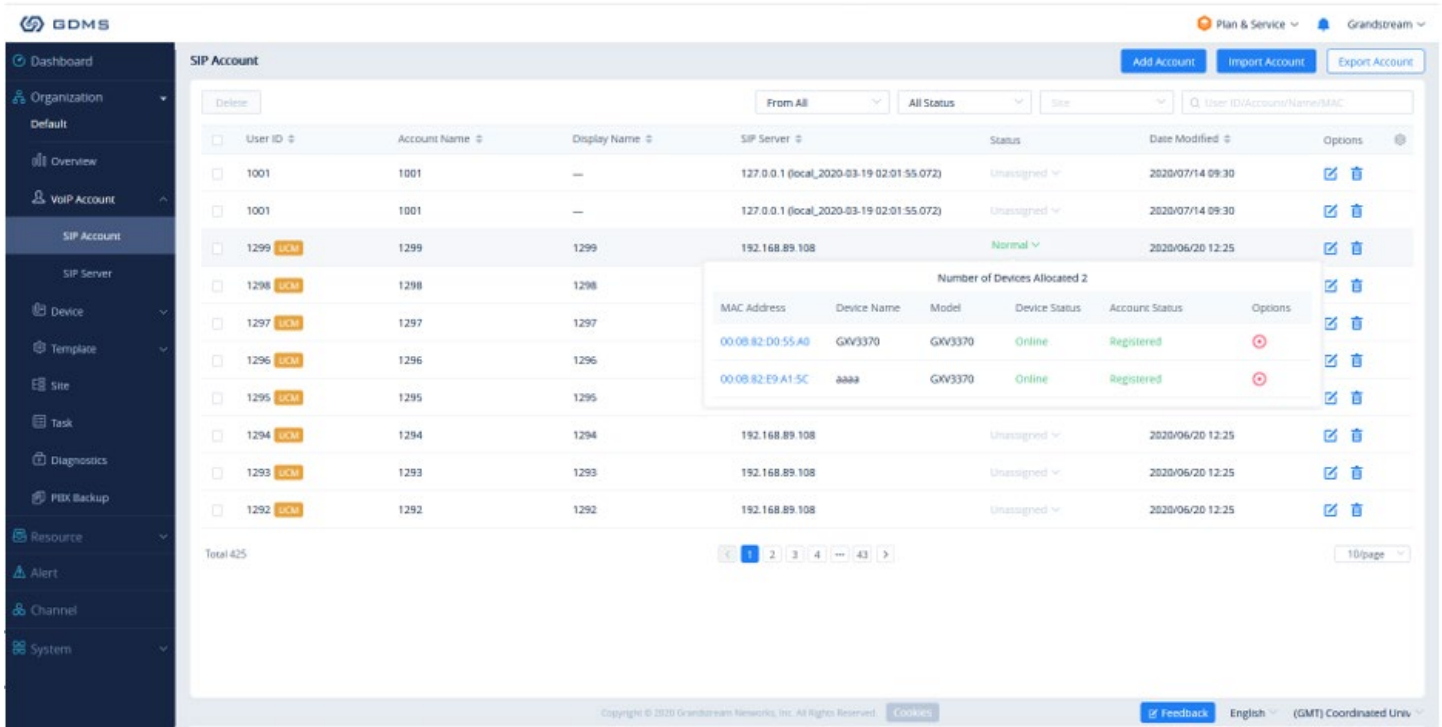 GDMS
Plan & Service
Grandstream
Dashboard
Organization
Default
Overview
VoIP Account
SIP Account
SIP Server
Device
Template
Site
Task
Diagnostics
PBX Backup
Resource
Alert
Channel
System
SIP Account
Add Account
Import Account
Export Account
Delete
From All
All Status
Site
User ID/Account/Name/MAC
User ID Account Name Display Name SIP Server Status Date Modified Options
1001 1001 — 127.0.0.1 (local_2020-03-19 02:01:55.072) Unassigned 2020/07/14 09:30
1001 1001 — 127.0.0.1 (local_2020-03-19 02:01:55.072) Unassigned 2020/07/14 09:30
1299 UCM 1299 1299 192.168.89.108 Normal 2020/06/20 12:25
1298 UCM 1298 1298
1297 UCM 1297 1297
1296 UCM 1296 1296
1295 UCM 1295 1295
Number of Devices Allocated 2
MAC Address Device Name Model Device Status Account Status Options
00:0B:82:D0:55:A0 GXV3370 GXV3370 Online Registered
00:0B:82:E9:A1:5C aaaa GXV3370 Online Registered
1294 UCM 1294 1294 192.168.89.108 Unassigned 2020/06/20 12:25
1293 UCM 1293 1293 192.168.89.108 Unassigned 2020/06/20 12:25
1292 UCM 1292 1292 192.168.89.108 Unassigned 2020/06/20 12:25
Total 425
< 1 2 3 4 ••• 43 >
10/page
Copyright © 2020 Grandstream Networks, Inc. All Rights Reserved. Cookies
Feedback
English
(GMT) Coordinated Univ